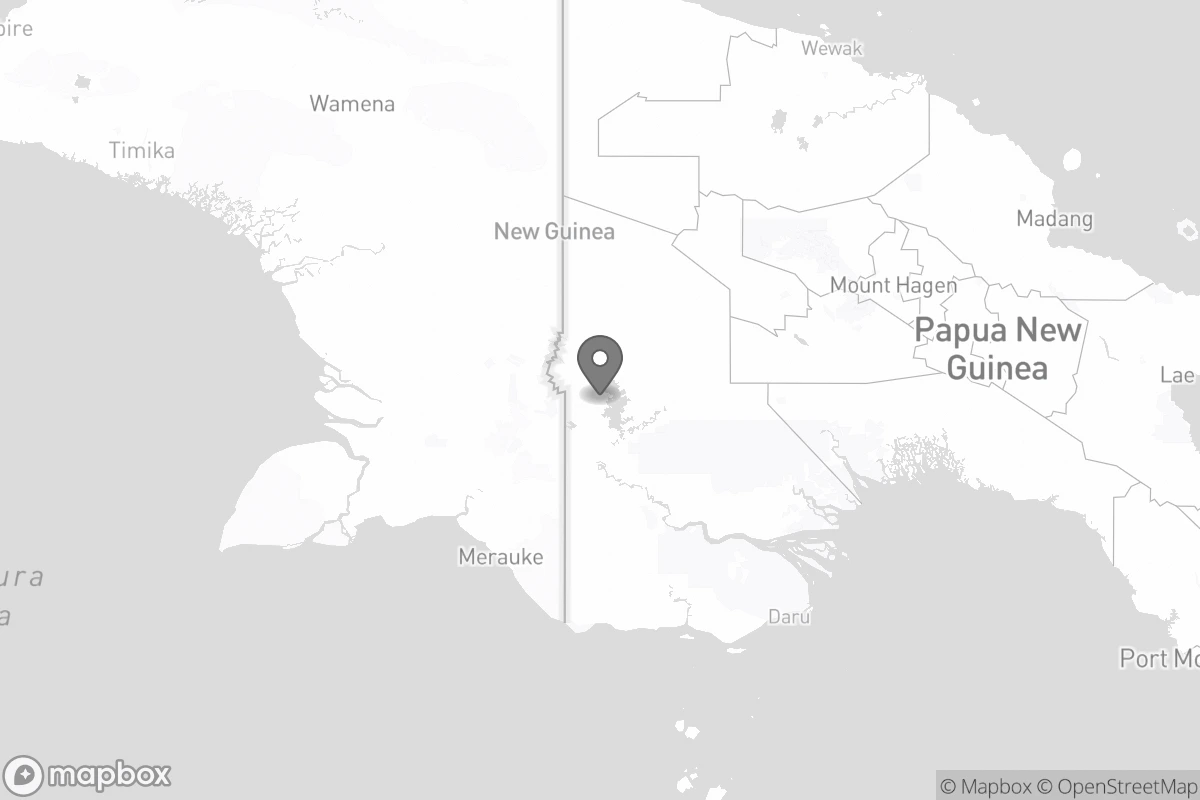 oire
Wewak
Wamena
Timika
Madang
New Guinea
Mount Hagen
Papua New
Guinea
Lae
Merauke
ura
a
Daru
Port Mo
mapbox
© Mapbox © OpenStreetMap